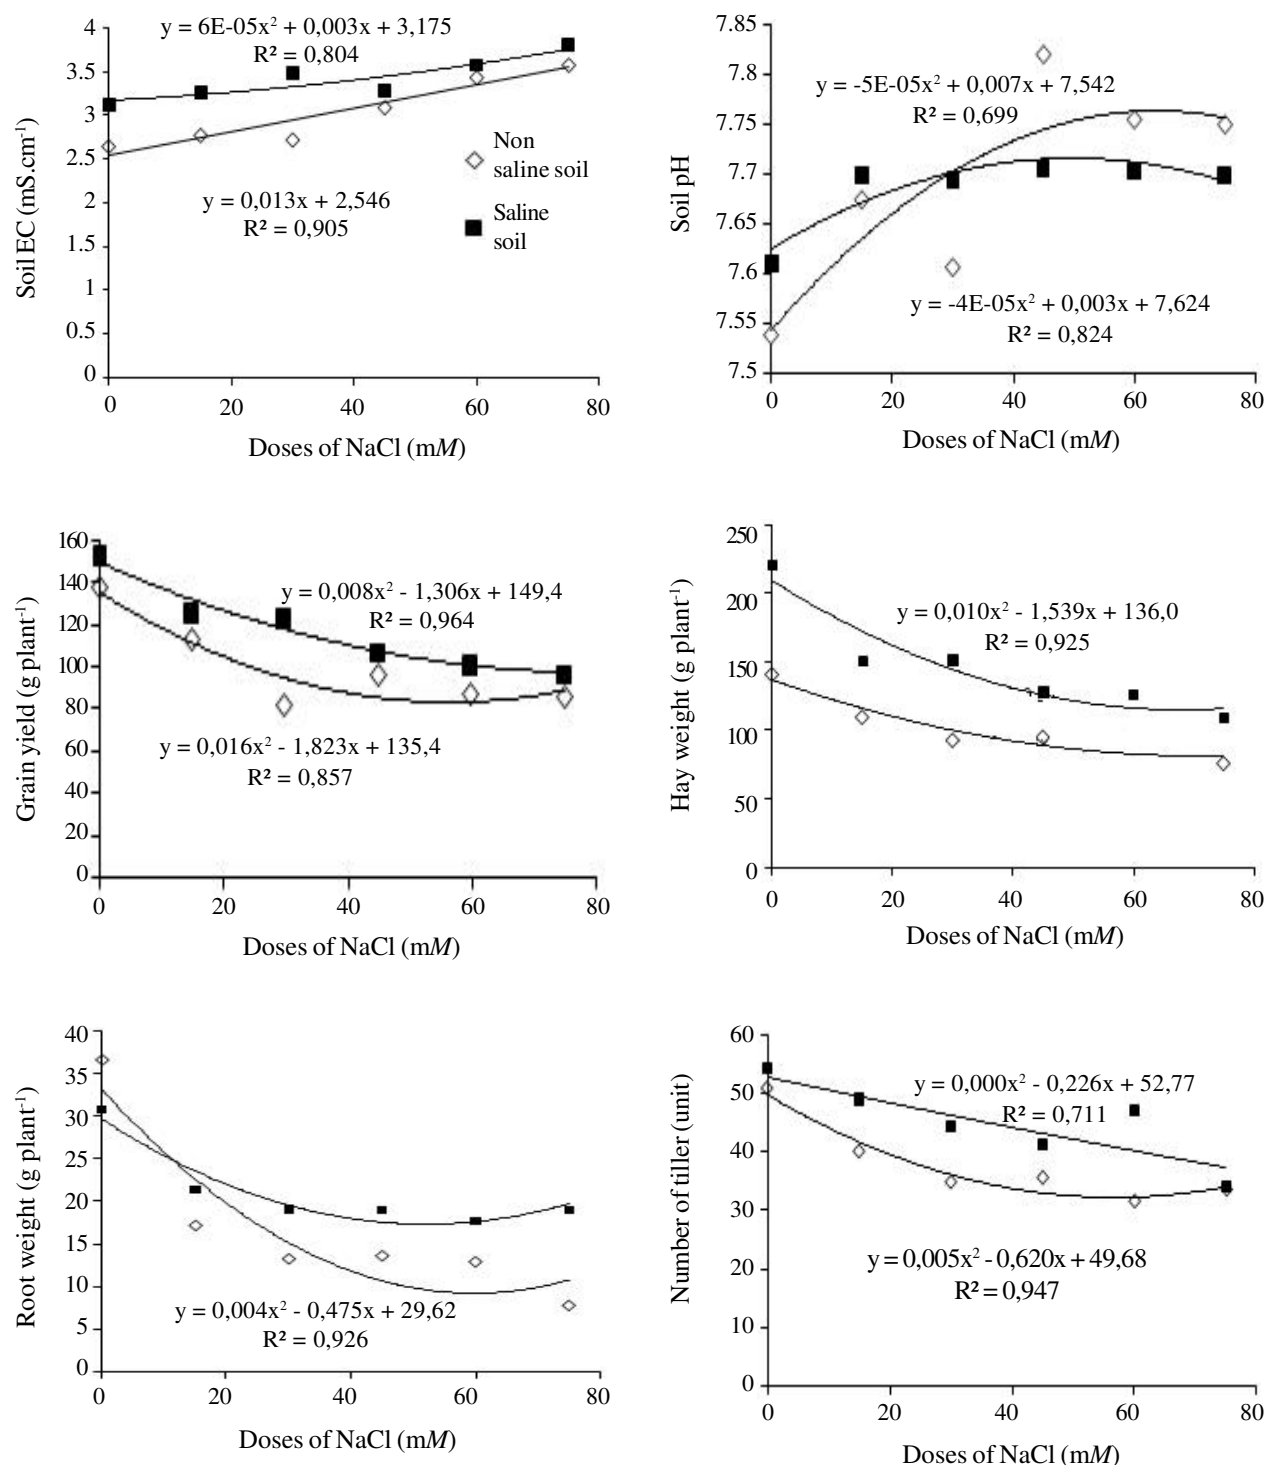 y = 6E-05x² + 0,003x + 3,175
R² = 0,804
4
3.5
3
2.5
2
1.5
1
0.5
0
Soil EC (mS.cm⁻¹)
Non
saline soil
Saline
soil
y = 0,013x + 2,546
R² = 0,905
0 20 40 60 80
Doses of NaCl (mM)
7.85
7.8
7.75
7.7
7.65
7.6
7.55
7.5
Soil pH
y = -5E-05x² + 0,007x + 7,542
R² = 0,699
y = -4E-05x² + 0,003x + 7,624
R² = 0,824
0 20 40 60 80
Doses of NaCl (mM)
160
140
120
100
80
60
40
20
0
Grain yield (g plant⁻¹)
y = 0,008x² - 1,306x + 149,4
R² = 0,964
y = 0,016x² - 1,823x + 135,4
R² = 0,857
0 20 40 60 80
Doses of NaCl (mM)
250
200
150
100
50
0
Hay weight (g plant⁻¹)
y = 0,010x² - 1,539x + 136,0
R² = 0,925
0 20 40 60 80
Doses of NaCl (mM)
40
35
30
25
20
15
10
5
0
Root weight (g plant⁻¹)
y = 0,004x² - 0,475x + 29,62
R² = 0,926
0 20 40 60 80
Doses of NaCl (mM)
60
50
40
30
20
10
0
Number of tiller (unit)
y = 0,000x² - 0,226x + 52,77
R² = 0,711
y = 0,005x² - 0,620x + 49,68
R² = 0,947
0 20 40 60 80
Doses of NaCl (mM)